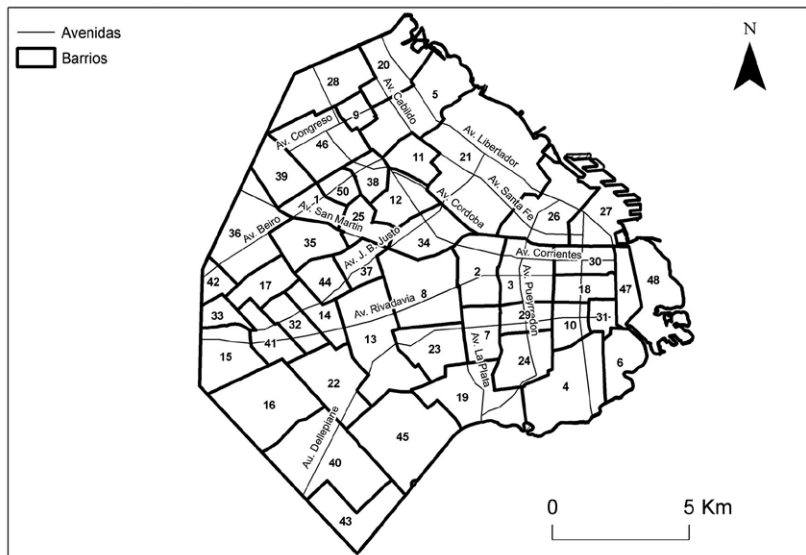 Avenidas
Barrios
N
20
28
5
Av. Cabildo
9
Av. Congreso
46
11
21
Av. Libertador
39
38
50
1
12
Av. Santa Fe
26
27
Av. San Martin
25
Av. Cordoba
36
Av. Beiro
35
Av. J. B. Justo
34
Av. Corrientes
30
42
17
44
37
2
3
Av. Pueyrredon
18
47
48
8
33
14
Av. Rivadavia
29
31
32
10
41
13
7
15
23
24
Av. La Plata
6
22
4
16
19
45
Au. Dellepiane
40
43
0
5 Km